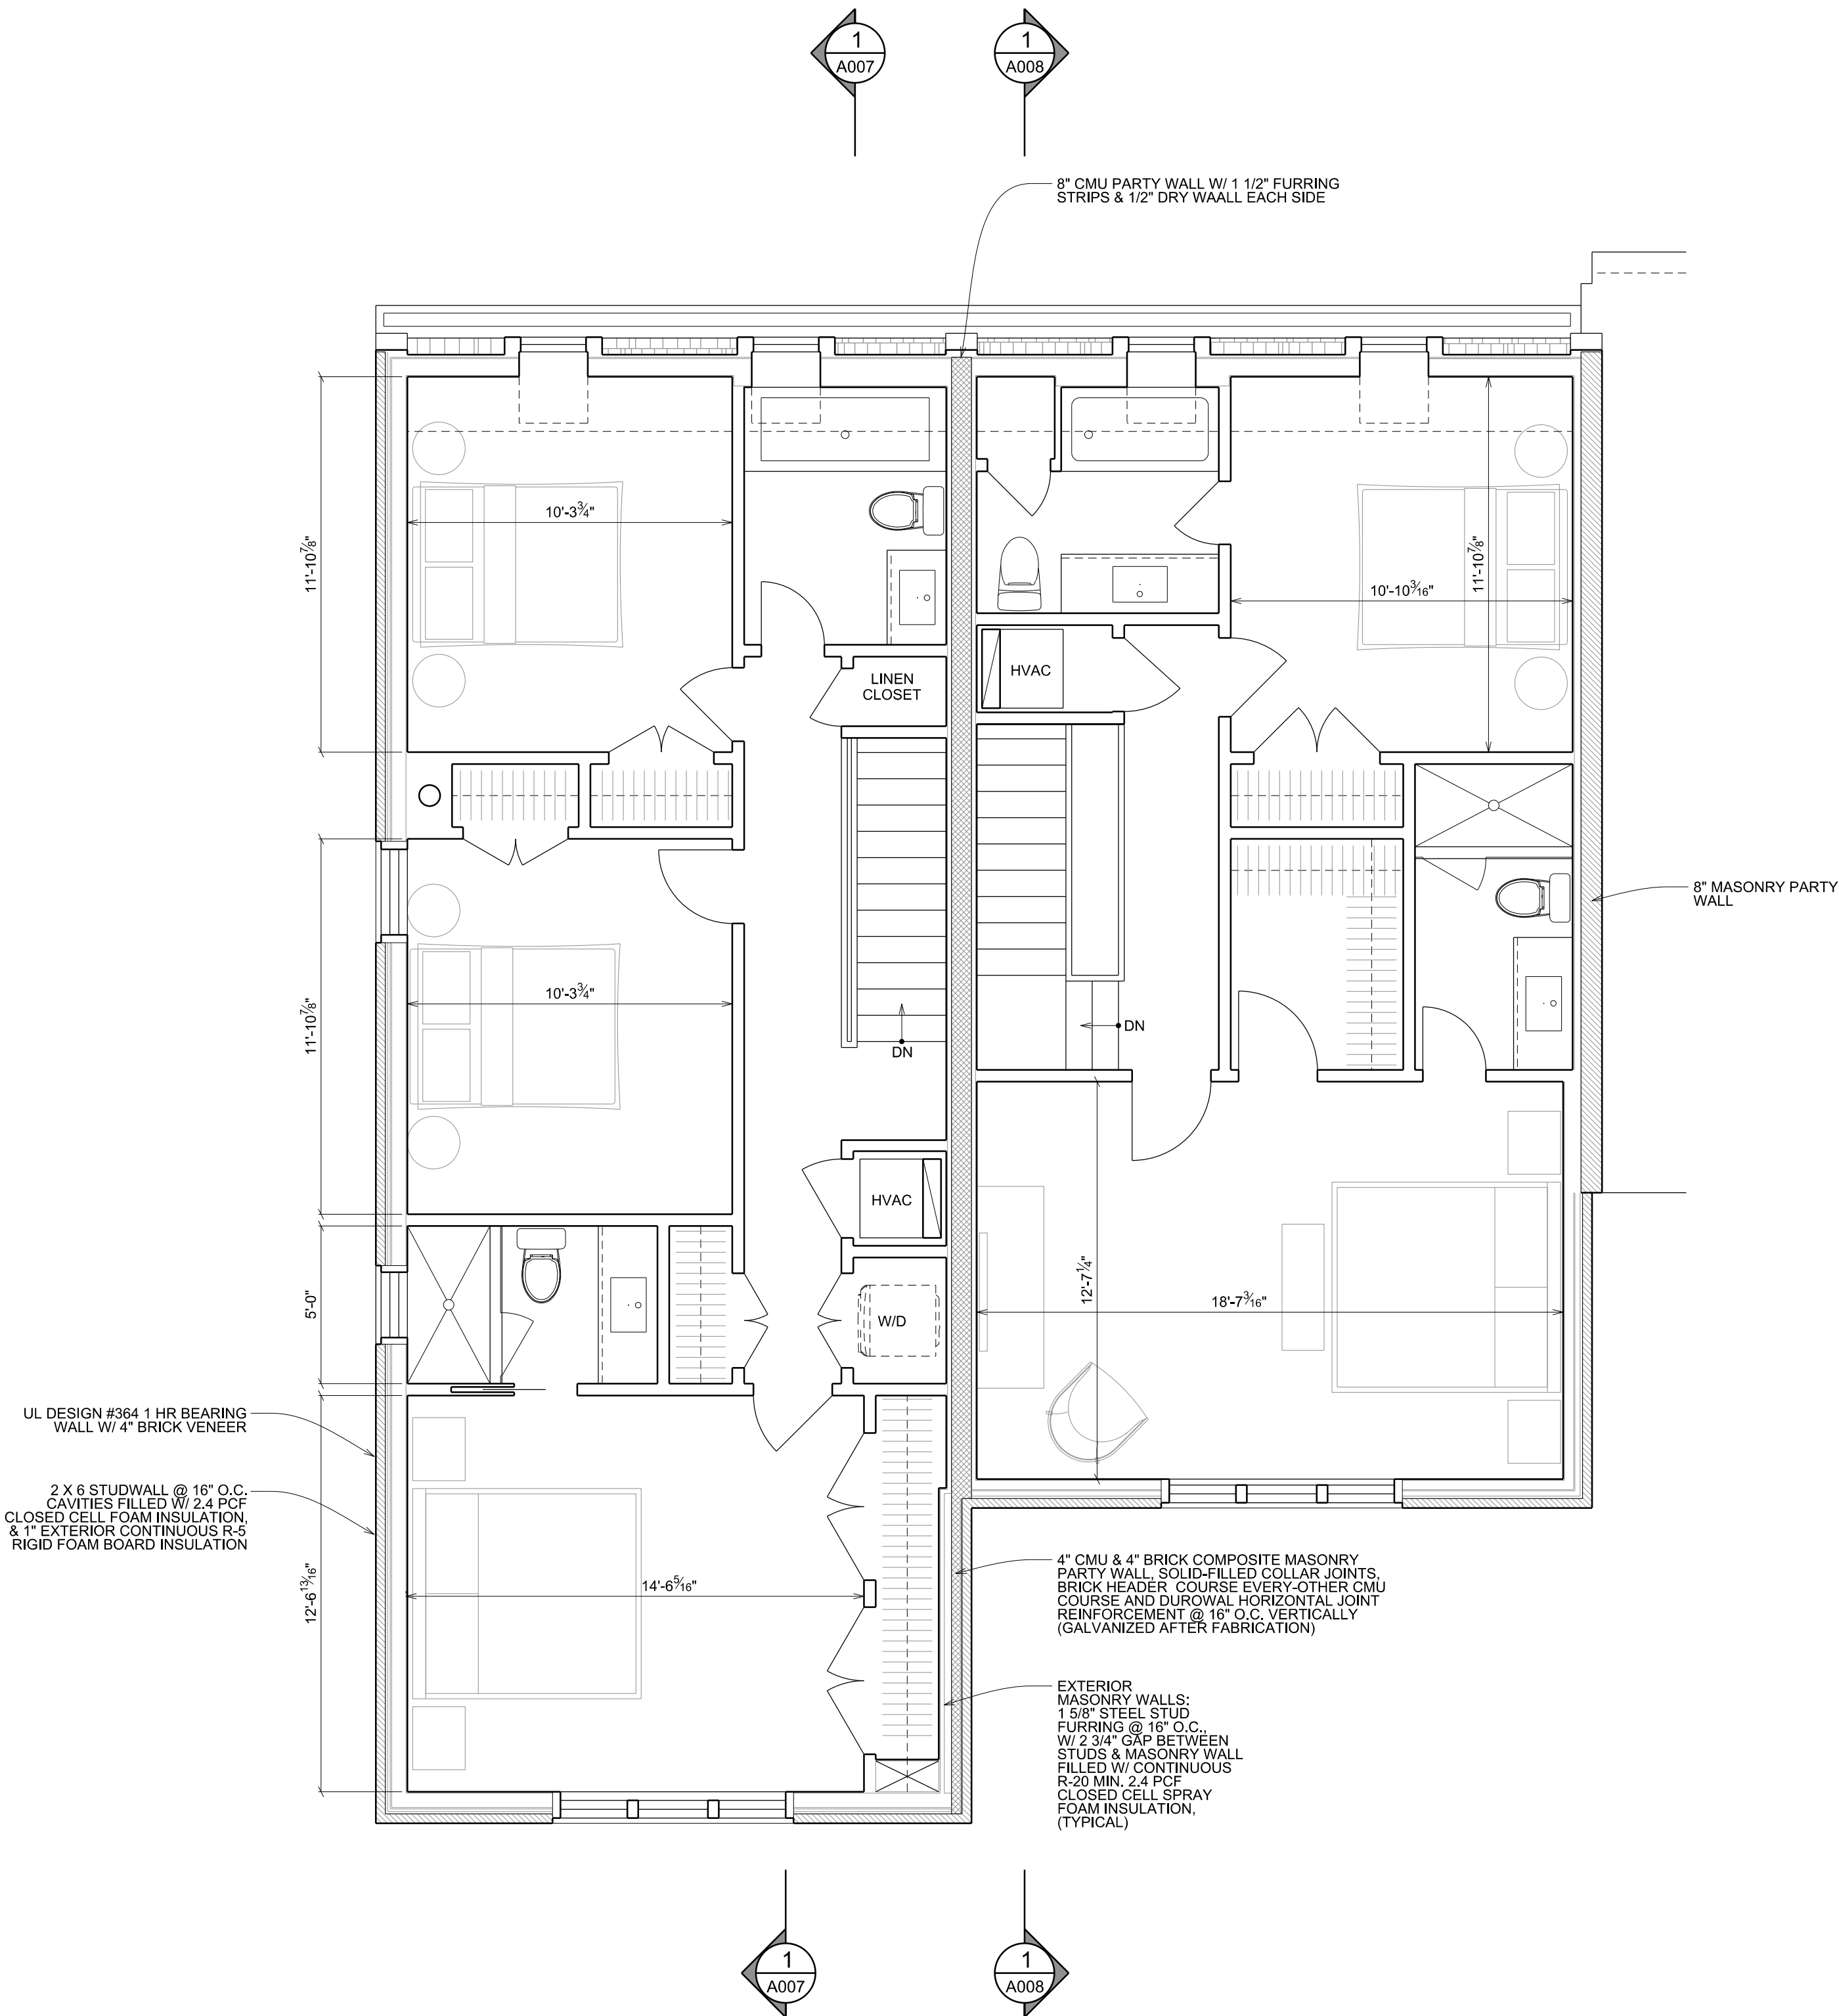 1
A007
1
A008
8" CMU PARTY WALL W/ 1 1/2" FURRING
STRIPS & 1/2" DRY WAALL EACH SIDE
11'-10⅞"
10'-3¾"
10'-10³⁄₁₆"
11'-10⅞"
LINEN
CLOSET
HVAC
8" MASONRY PARTY
WALL
11'-10⅞"
10'-3¾"
DN
DN
HVAC
5'-0"
W/D
12'-7¼"
18'-7³⁄₁₆"
UL DESIGN #364 1 HR BEARING
WALL W/ 4" BRICK VENEER
2 X 6 STUDWALL @ 16" O.C.
CAVITIES FILLED W/ 2.4 PCF
CLOSED CELL FOAM INSULATION,
& 1" EXTERIOR CONTINUOUS R-5
RIGID FOAM BOARD INSULATION
12'-6¹³⁄₁₆"
14'-6⁵⁄₁₆"
4" CMU & 4" BRICK COMPOSITE MASONRY
PARTY WALL, SOLID-FILLED COLLAR JOINTS,
BRICK HEADER COURSE EVERY-OTHER CMU
COURSE AND DUROWAL HORIZONTAL JOINT
REINFORCEMENT @ 16" O.C. VERTICALLY
(GALVANIZED AFTER FABRICATION)
EXTERIOR
MASONRY WALLS:
1 5/8" STEEL STUD
FURRING @ 16" O.C.,
W/ 2 3/4" GAP BETWEEN
STUDS & MASONRY WALL
FILLED W/ CONTINUOUS
R-20 MIN. 2.4 PCF
CLOSED CELL SPRAY
FOAM INSULATION,
(TYPICAL)
1
A007
1
A008